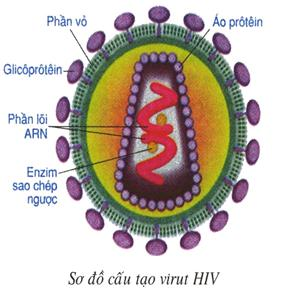 Phần vỏ
Áo prôtêin
Glicôprôtêin
Phần lõi
ARN
Enzim
sao chép
ngược
Sơ đồ cấu tạo virut HIV